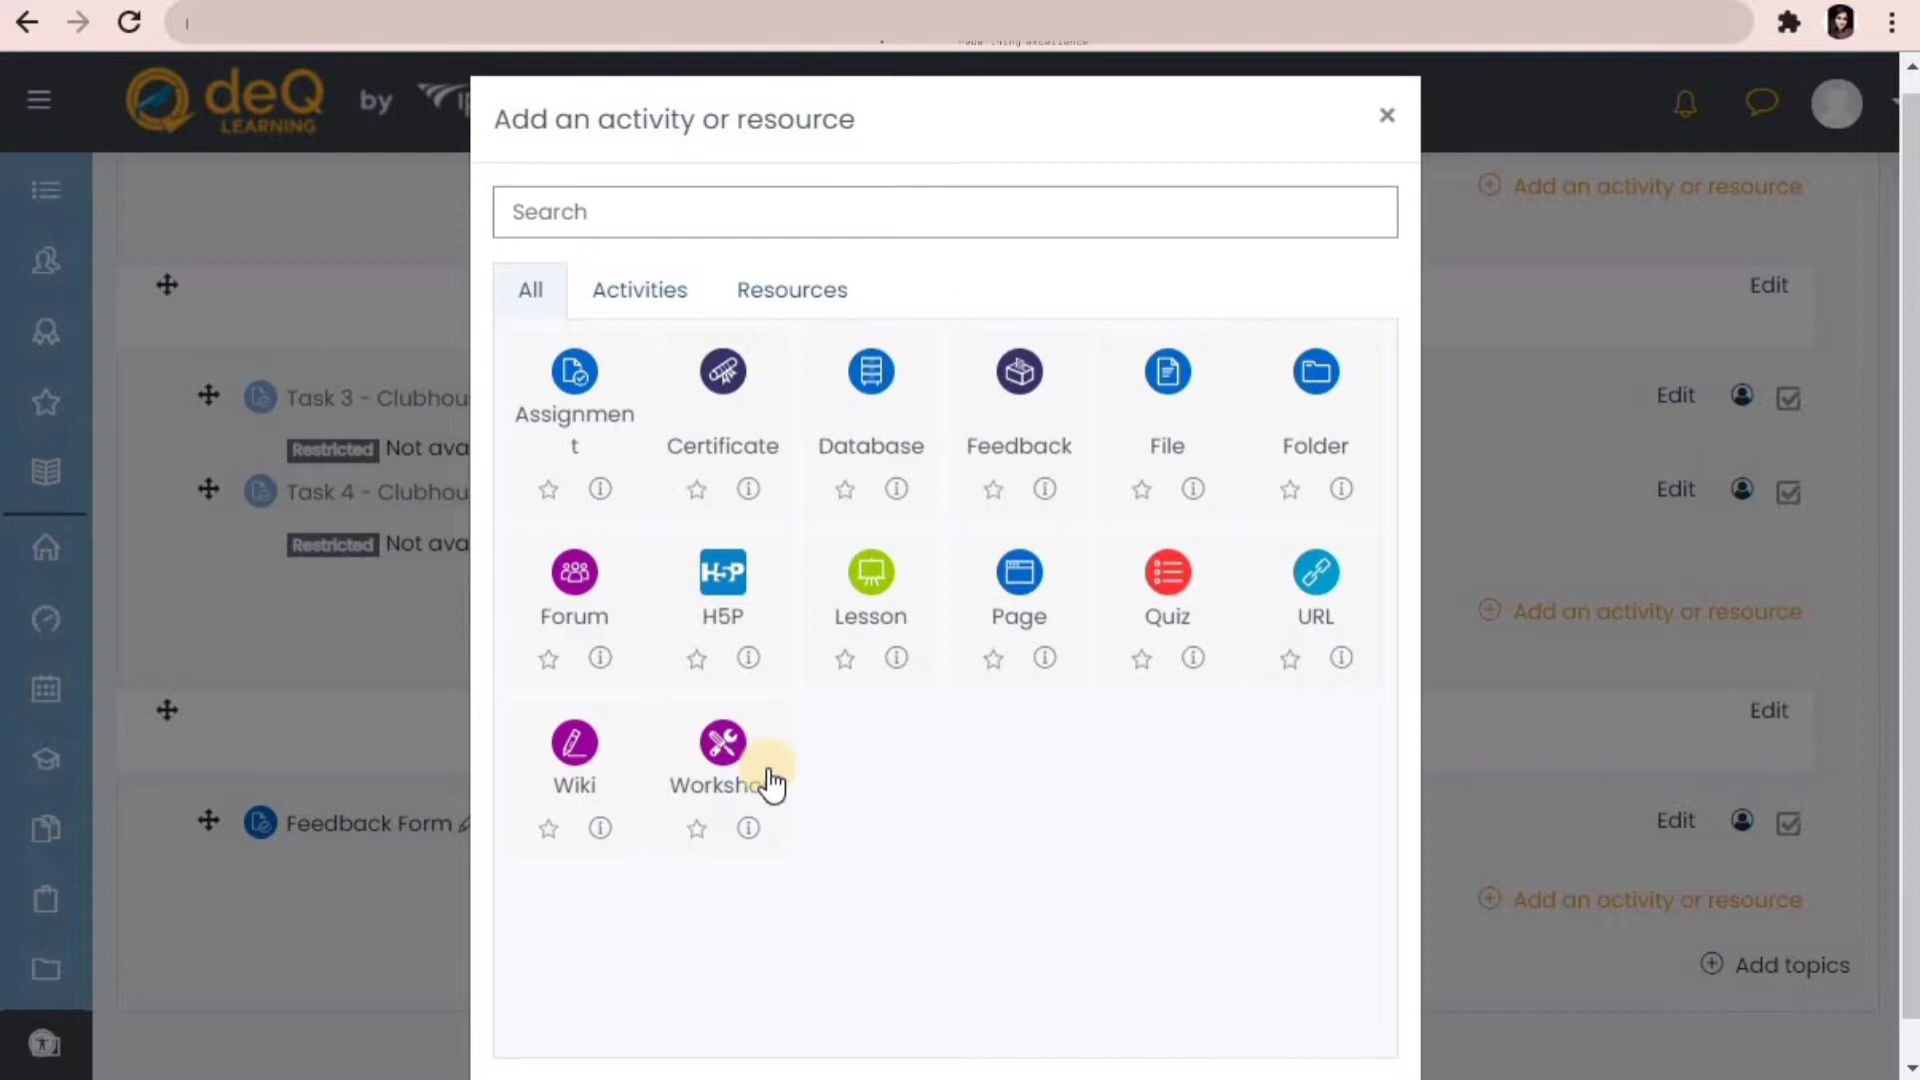 deQ
LEARNING
by
Add an activity or resource
×
Search
All
Activities
Resources
Assignmen
t
Certificate
Database
Feedback
File
Folder
Forum
H5P
H5P
Lesson
Page
Quiz
URL
Wiki
Add an activity or resource
Edit
Task 3 - Clubhou
Edit
Restricted Not ava
Task 4 - Clubhou
Edit
Restricted Not ava
Add an activity or resource
Edit
Feedback Form
Edit
Add an activity or resource
Add topics